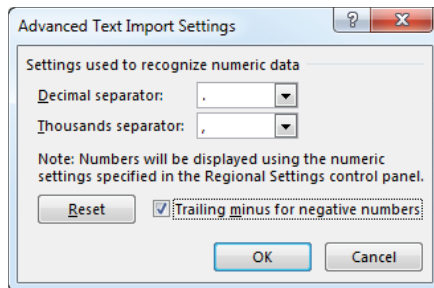 Advanced Text Import Settings
?
Settings used to recognize numeric data
Decimal separator: .
Thousands separator: ,
Note: Numbers will be displayed using the numeric
settings specified in the Regional Settings control panel.
Reset Trailing minus for negative numbers
OK Cancel